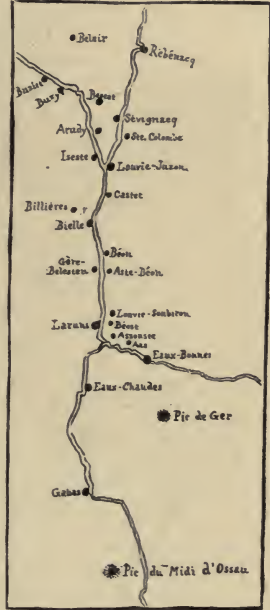 Belair
Rébénacq
Buziet
Buzy
Bescat
Sévignacq
Arudy
Ste. Colombe
Iseste
Louvie-Juzon
Castet
Billières
Bielle
Béon
Gère-
Belesten
Aste-Béon
Louvie-Soubiron
Laruns
Béost
Assouste
Aas
Eaux-Bonnes
Eaux-Chaudes
Pic de Ger
Gabas
Pic du Midi d'Ossau